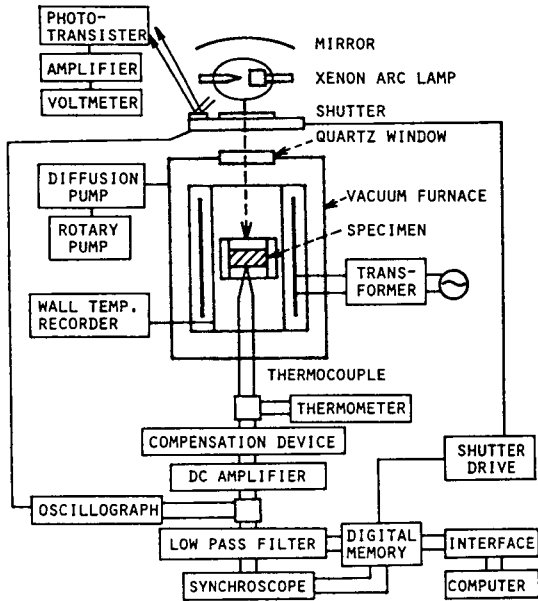 PHOTO-
TRANSISTER
AMPLIFIER
VOLTMETER
MIRROR
XENON ARC LAMP
SHUTTER
QUARTZ WINDOW
DIFFUSION
PUMP
ROTARY
PUMP
VACUUM FURNACE
SPECIMEN
TRANS-
FORMER
WALL TEMP.
RECORDER
THERMOCOUPLE
THERMOMETER
COMPENSATION DEVICE
DC AMPLIFIER
SHUTTER
DRIVE
OSCILLOGRAPH
LOW PASS FILTER
DIGITAL
MEMORY
INTERFACE
SYNCHROSCOPE
COMPUTER